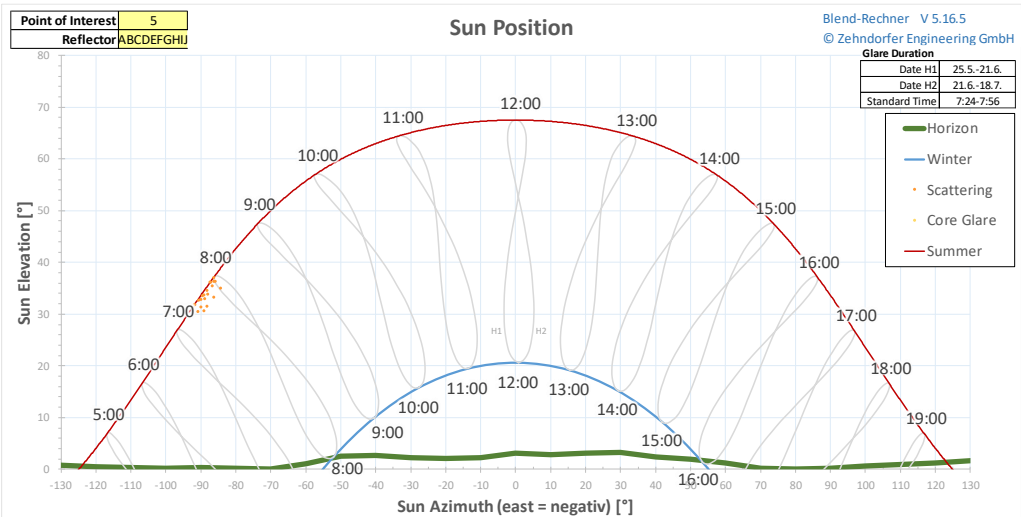 Point of Interest 5
Reflector ABCDEFGHIJ
Sun Position
Blend-Rechner V 5.16.5
© Zehndorfer Engineering GmbH
Glare Duration
Date H1 25.5.-21.6.
Date H2 21.6.-18.7.
Standard Time 7:24-7:56
Horizon
Winter
Scattering
Core Glare
Summer
Sun Elevation [°]
80
70
60
50
40
30
20
10
0
5:00
6:00
7:00
8:00
9:00
10:00
11:00
12:00
13:00
14:00
15:00
16:00
17:00
18:00
19:00
H1 H2
8:00
9:00
10:00
11:00
12:00
13:00
14:00
15:00
16:00
-130 -120 -110 -100 -90 -80 -70 -60 -50 -40 -30 -20 -10 0 10 20 30 40 50 60 70 80 90 100 110 120 130
Sun Azimuth (east = negativ) [°]